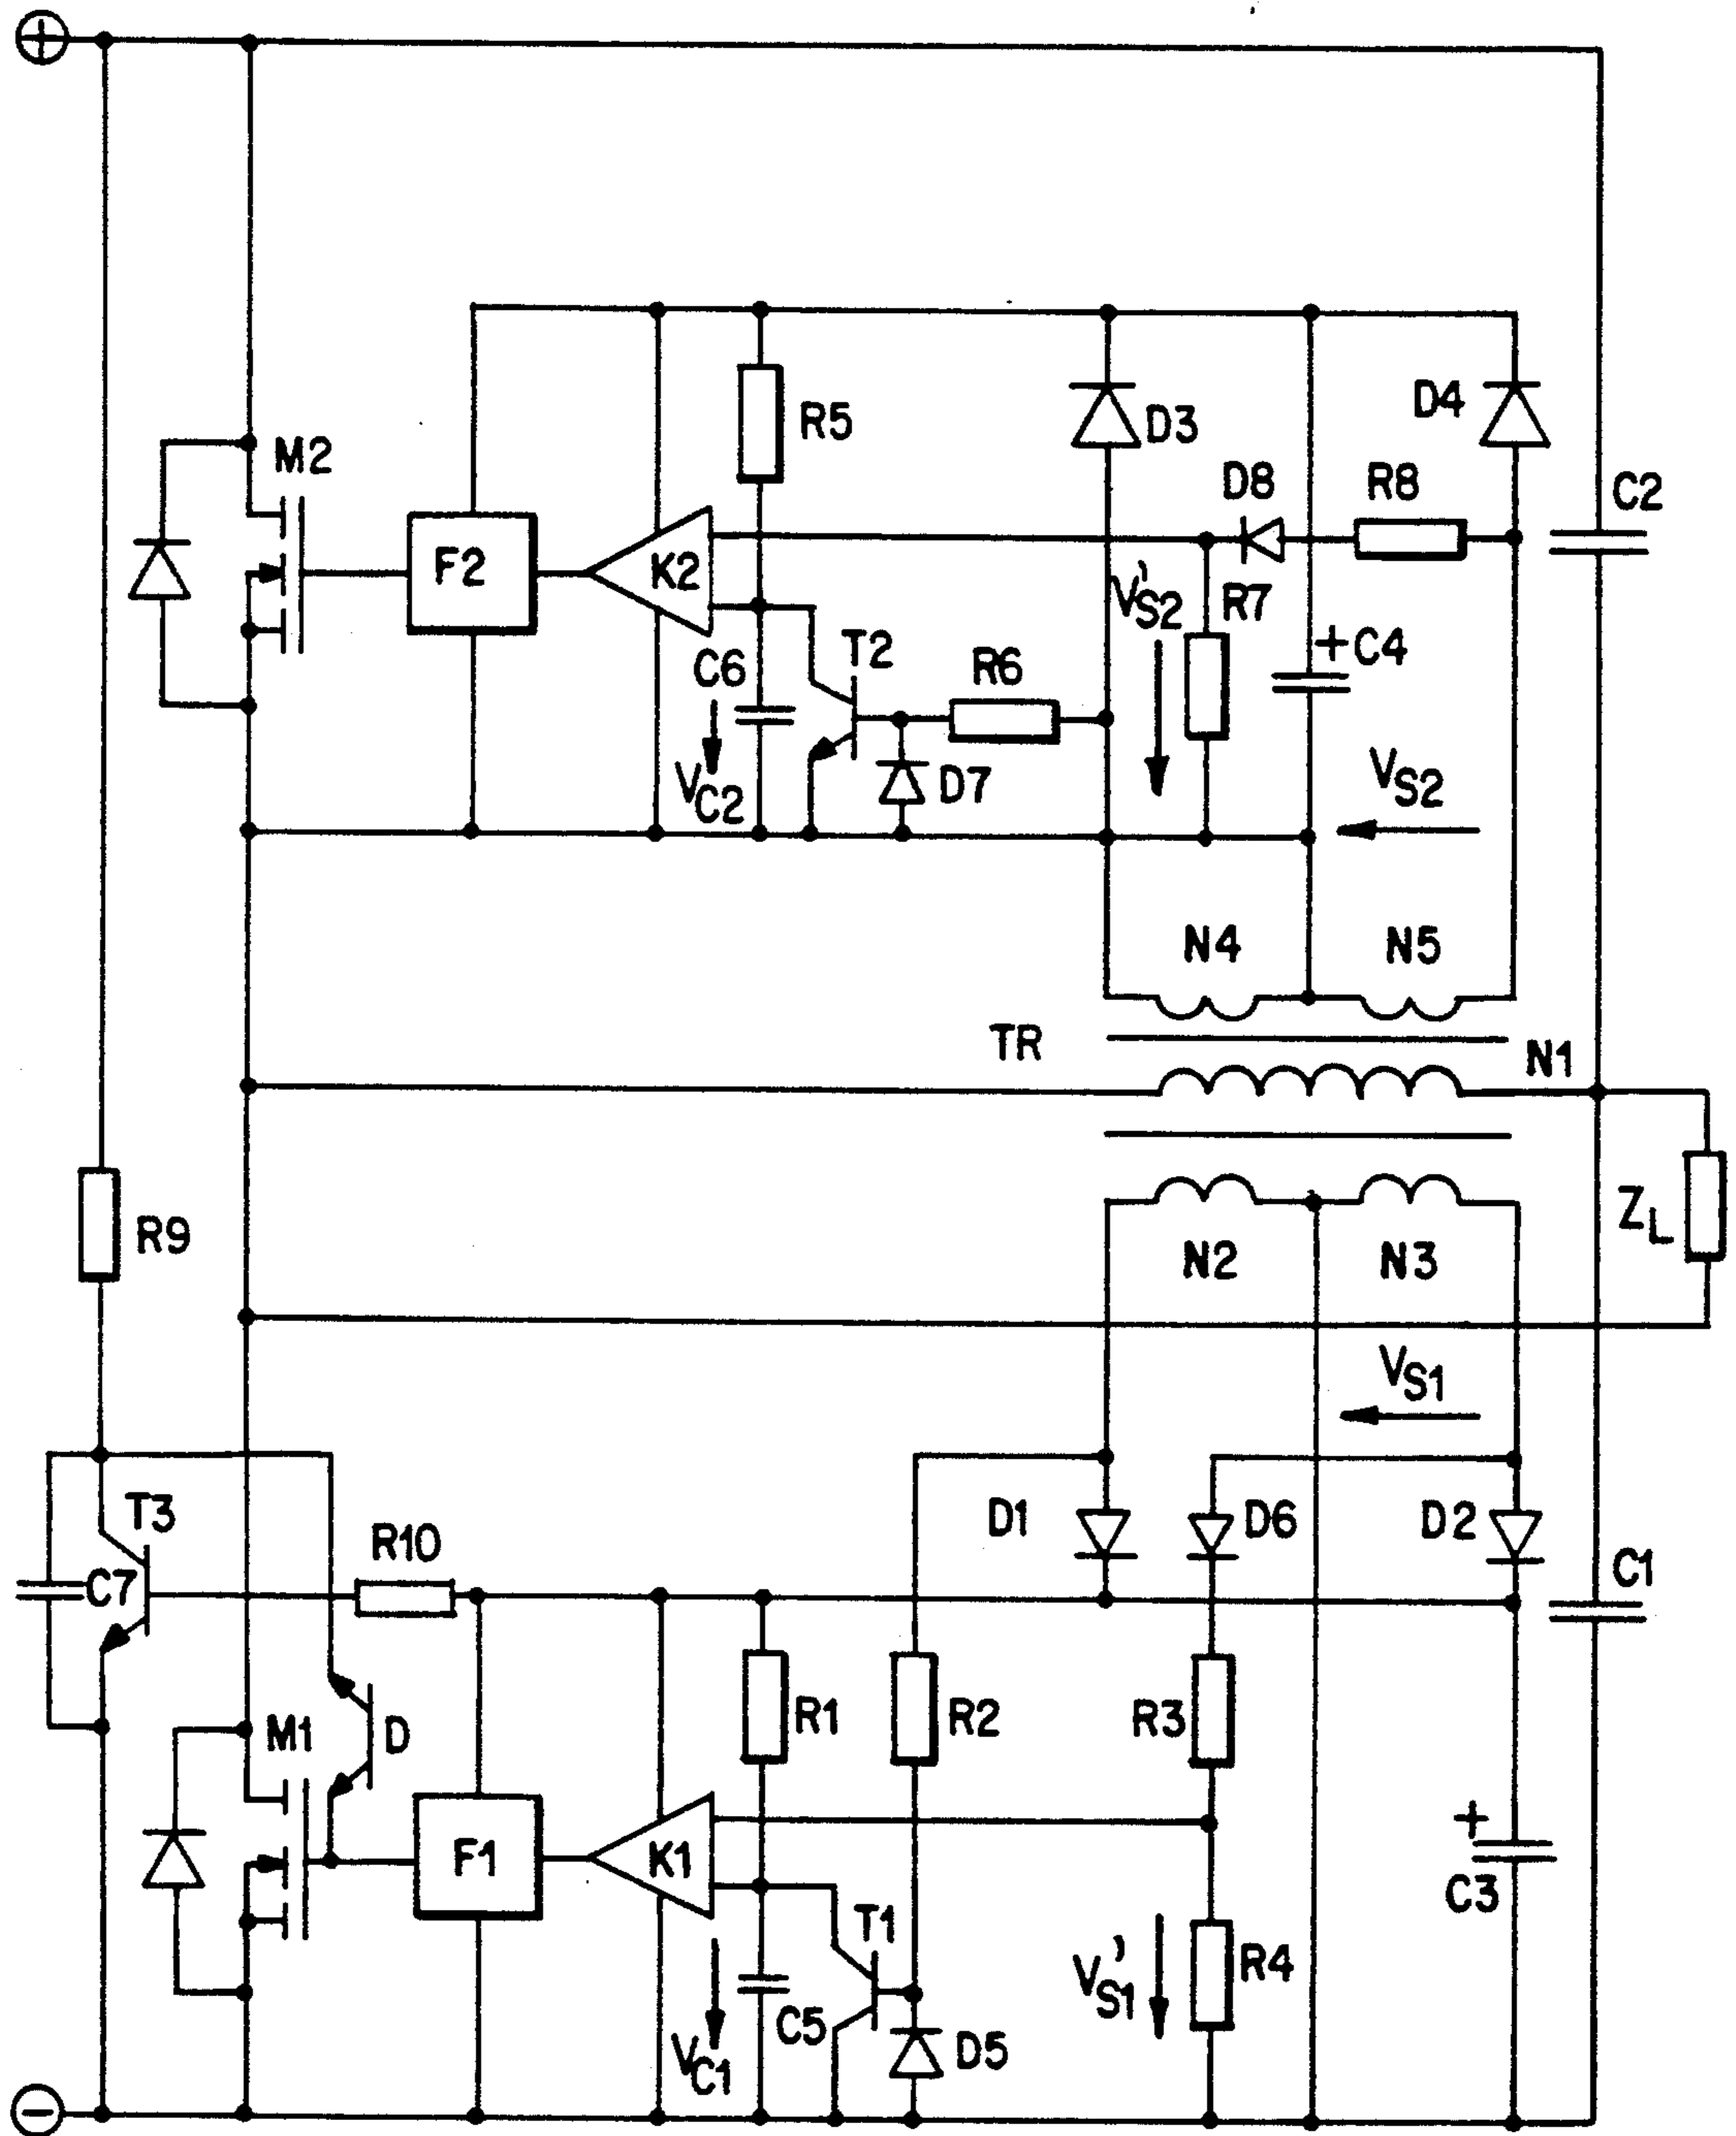 +
D4
R5
D3
M2
D8
R8
C2
F2
K2
V'S2
R7
T2
+C4
C6
R6
VC2
D7
VS2
N4
N5
TR
N1
R9
ZL
N2
N3
VS1
T3
D1
D6
D2
R10
C7
C1
R1
R2
R3
M1
D
+
F1
K1
C3
T1
V'S1
R4
VC1
C5
D5
−